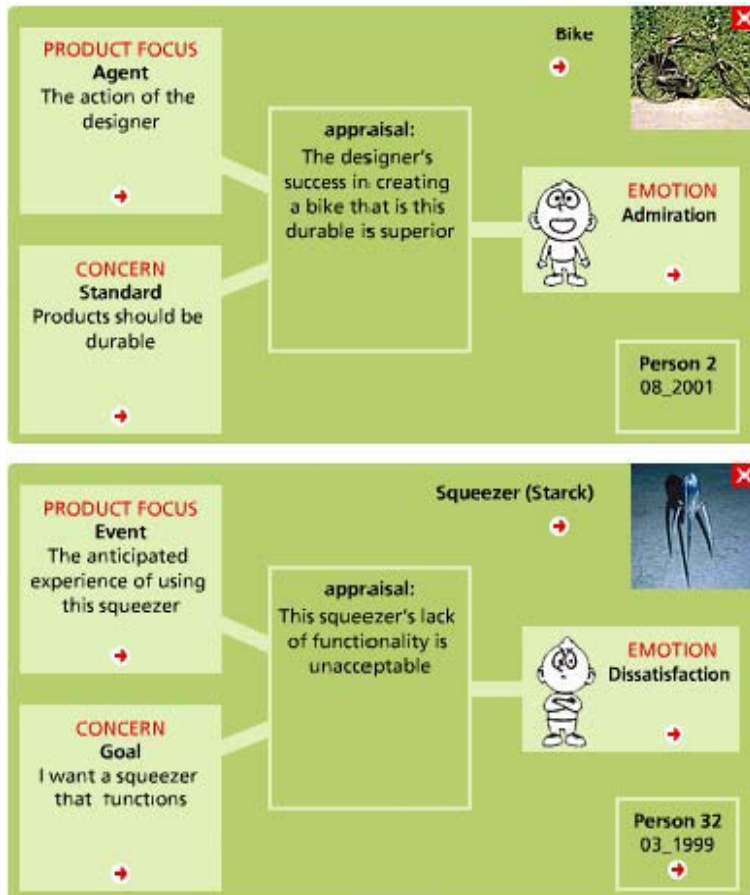 PRODUCT FOCUS
Agent
The action of the
designer
CONCERN
Standard
Products should be
durable
appraisal:
The designer's
success in creating
a bike that is this
durable is superior
Bike
EMOTION
Admiration
Person 2
08_2001
PRODUCT FOCUS
Event
The anticipated
experience of using
this squeezer
CONCERN
Goal
I want a squeezer
that functions
appraisal:
This squeezer's lack
of functionality is
unacceptable
Squeezer (Starck)
EMOTION
Dissatisfaction
Person 32
03_1999